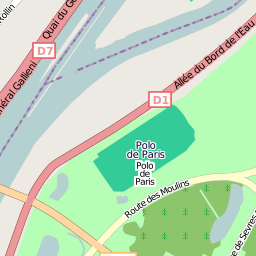 Rollin
Quai du G
D7
énéral Gallieni
Allée du Bord de l'Eau
D1
Polo
de Paris
Polo
de
Paris
Route des Moulins
e de Sèvres